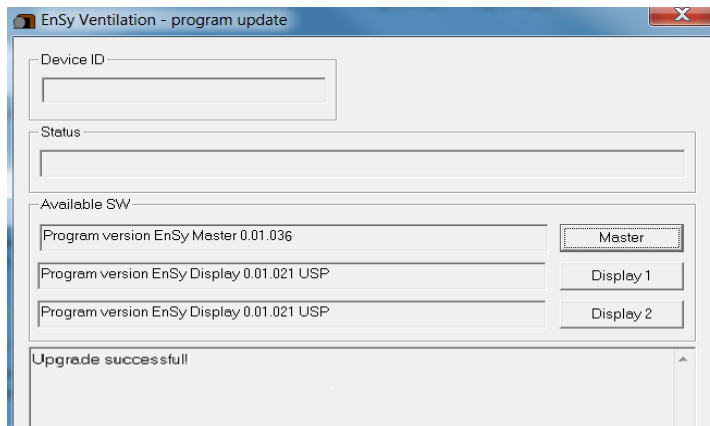 EnSy Ventilation - program update
Device ID
Status
Available SW
Program version EnSy Master 0.01.036
Master
Program version EnSy Display 0.01.021 USP
Display 1
Program version EnSy Display 0.01.021 USP
Display 2
Upgrade successful!